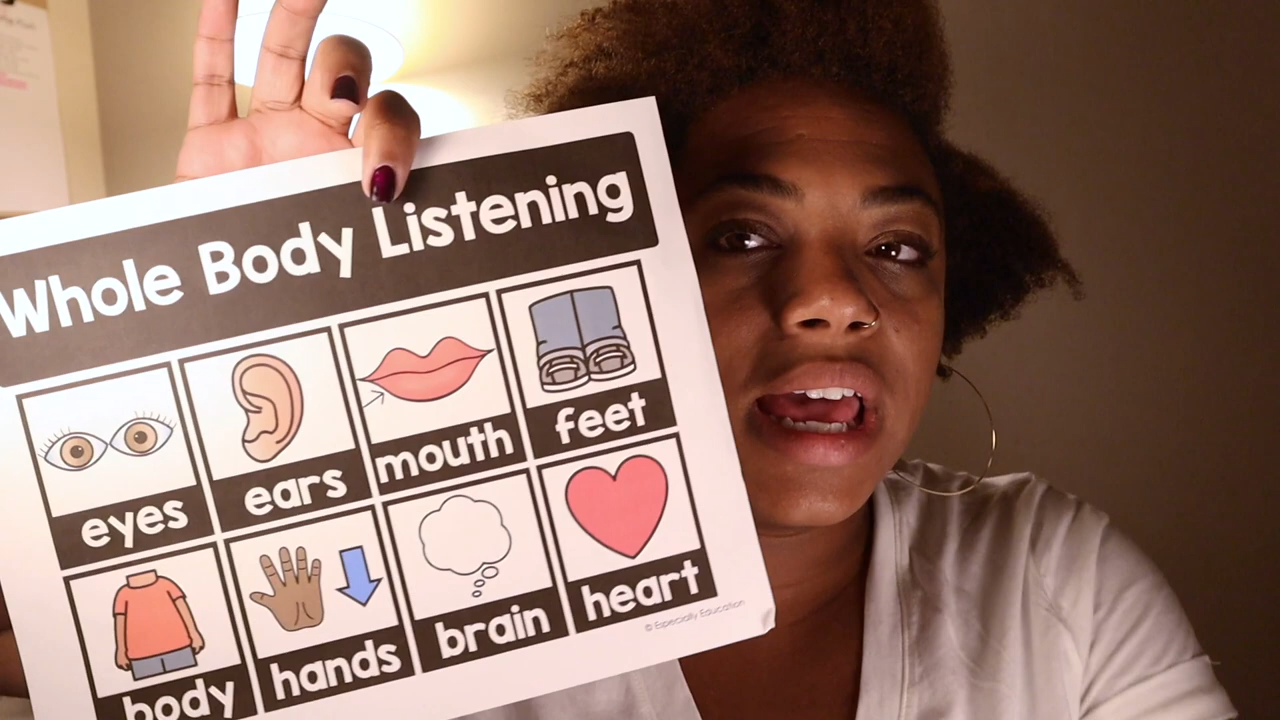 Whole Body Listening
eyes
ears
mouth
feet
body
hands
brain
heart
© Especially Education